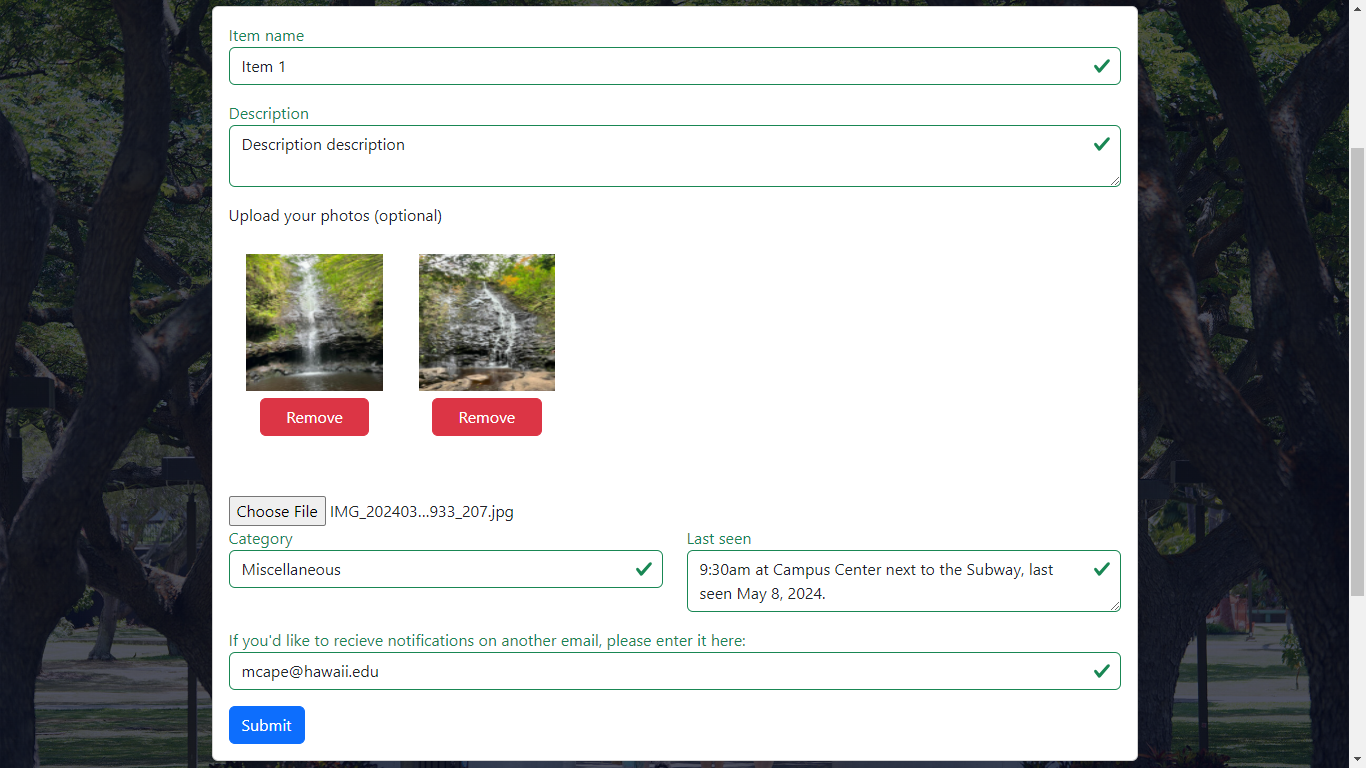 Item name
Item 1
Description
Description description
Upload your photos (optional)
Remove
Remove
Choose File IMG_202403...933_207.jpg
Category
Miscellaneous
Last seen
9:30am at Campus Center next to the Subway, last
seen May 8, 2024.
If you'd like to recieve notifications on another email, please enter it here:
mcape@hawaii.edu
Submit